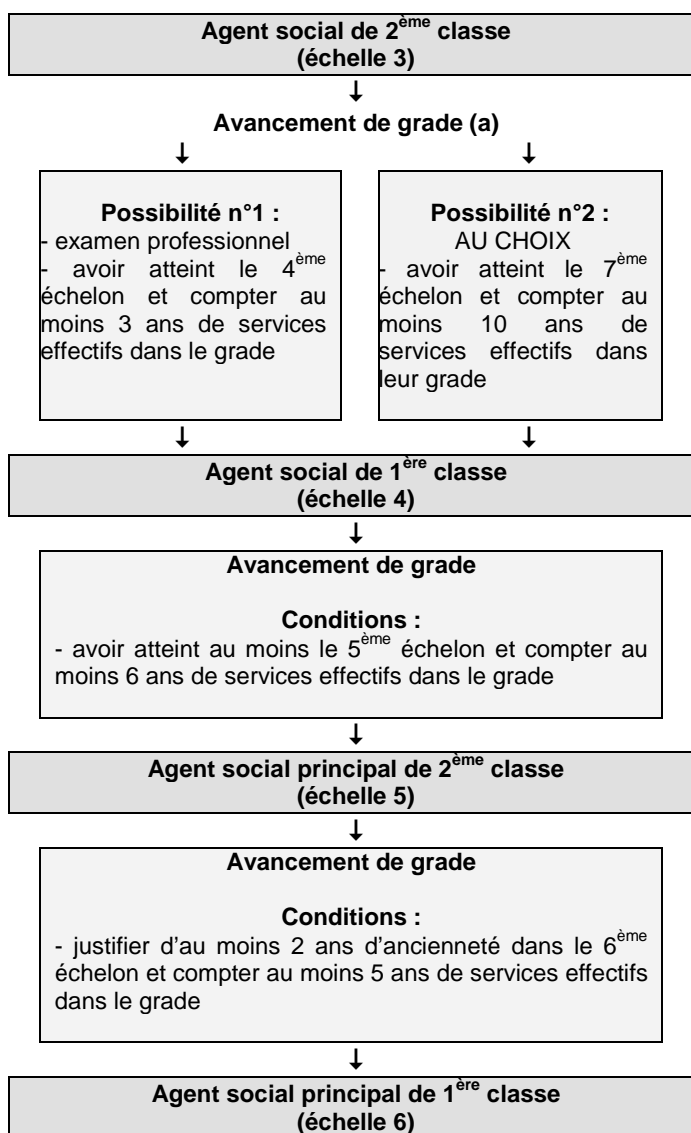 Agent social de 2ème classe
(échelle 3)
↓
Avancement de grade (a)
↓ ↓
Possibilité n°1 :
- examen professionnel
- avoir atteint le 4ème
échelon et compter au
moins 3 ans de services
effectifs dans le grade
Possibilité n°2 :
AU CHOIX
- avoir atteint le 7ème
échelon et compter au
moins 10 ans de
services effectifs dans
leur grade
↓ ↓
Agent social de 1ère classe
(échelle 4)
↓
Avancement de grade
Conditions :
- avoir atteint au moins le 5ème échelon et compter au
moins 6 ans de services effectifs dans le grade
↓
Agent social principal de 2ème classe
(échelle 5)
↓
Avancement de grade
Conditions :
- justifier d'au moins 2 ans d'ancienneté dans le 6ème
échelon et compter au moins 5 ans de services effectifs
dans le grade
↓
Agent social principal de 1ère classe
(échelle 6)